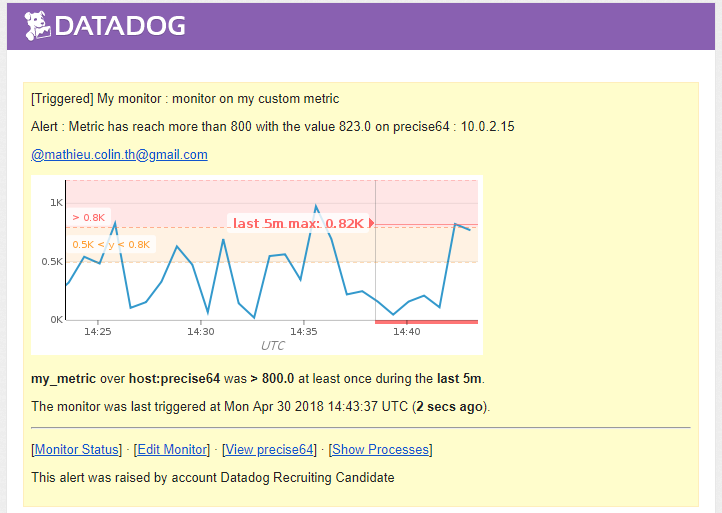 DATADOG
[Triggered] My monitor : monitor on my custom metric
Alert : Metric has reach more than 800 with the value 823.0 on precise64 : 10.0.2.15
@mathieu.colin.th@gmail.com
1K
> 0.8K
last 5m max: 0.82K
0.5K < y < 0.8K
0.5K
0K
14:25 14:30 14:35 14:40
UTC
my_metric over host:precise64 was > 800.0 at least once during the last 5m.
The monitor was last triggered at Mon Apr 30 2018 14:43:37 UTC (2 secs ago).
[Monitor Status] · [Edit Monitor] · [View precise64] · [Show Processes]
This alert was raised by account Datadog Recruiting Candidate